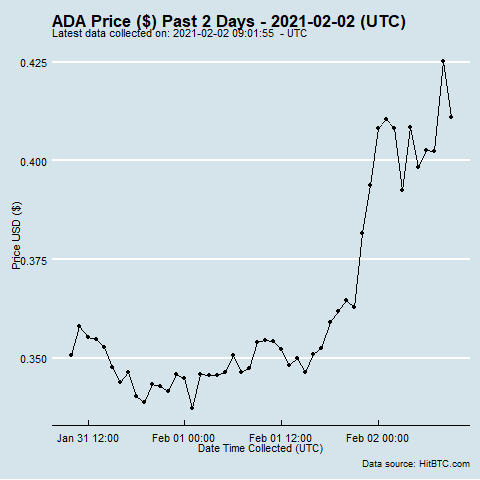 ADA Price ($) Past 2 Days - 2021-02-02 (UTC)
Latest data collected on: 2021-02-02 09:01:55 - UTC
0.425
0.400
0.375
0.350
Price USD ($)
Jan 31 12:00
Feb 01 00:00
Feb 01 12:00
Feb 02 00:00
Date Time Collected (UTC)
Data source: HitBTC.com